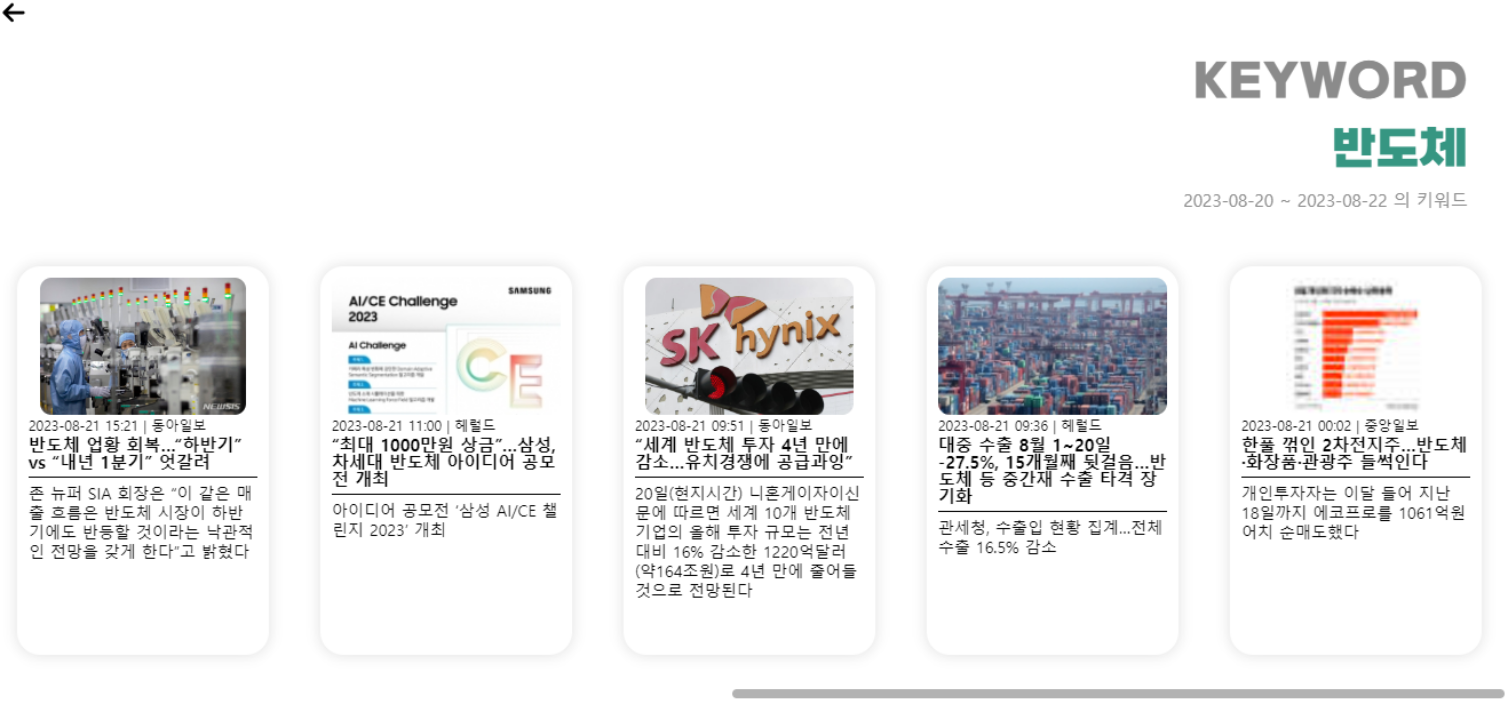 KEYWORD
반도체
2023-08-20 ~ 2023-08-22 의 키워드
NEWSIS
2023-08-21 15:21 | 동아일보
반도체 업황 회복…“하반기”
vs “내년 1분기” 엇갈려
존 뉴퍼 SIA 회장은 “이 같은 매
출 흐름은 반도체 시장이 하반
기에도 반등할 것이라는 낙관적
인 전망을 갖게 한다”고 밝혔다
SAMSUNG
AI/CE Challenge
2023
AI Challenge
CE
2023-08-21 11:00 | 헤럴드
“최대 1000만원 상금”…삼성,
차세대 반도체 아이디어 공모
전 개최
아이디어 공모전 ‘삼성 AI/CE 챌
린지 2023’ 개최
SK hynix
2023-08-21 09:51 | 동아일보
“세계 반도체 투자 4년 만에
감소…유치경쟁에 공급과잉”
20일(현지시간) 니혼게이자이신
문에 따르면 세계 10개 반도체
기업의 올해 투자 규모는 전년
대비 16% 감소한 1220억달러
(약164조원)로 4년 만에 줄어들
것으로 전망된다
2023-08-21 09:36 | 헤럴드
대중 수출 8월 1~20일
-27.5%, 15개월째 뒷걸음…반
도체 등 중간재 수출 타격 장
기화
관세청, 수출입 현황 집계…전체
수출 16.5% 감소
2023-08-21 00:02 | 중앙일보
한풀 꺾인 2차전지주…반도체
·화장품·관광주 들썩인다
개인투자자는 이달 들어 지난
18일까지 에코프로를 1061억원
어치 순매도했다